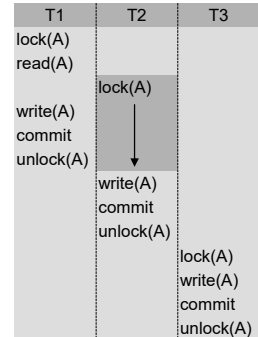 T1 T2 T3
lock(A)
read(A)
lock(A)
write(A)
commit
unlock(A)
write(A)
commit
unlock(A)
lock(A)
write(A)
commit
unlock(A)